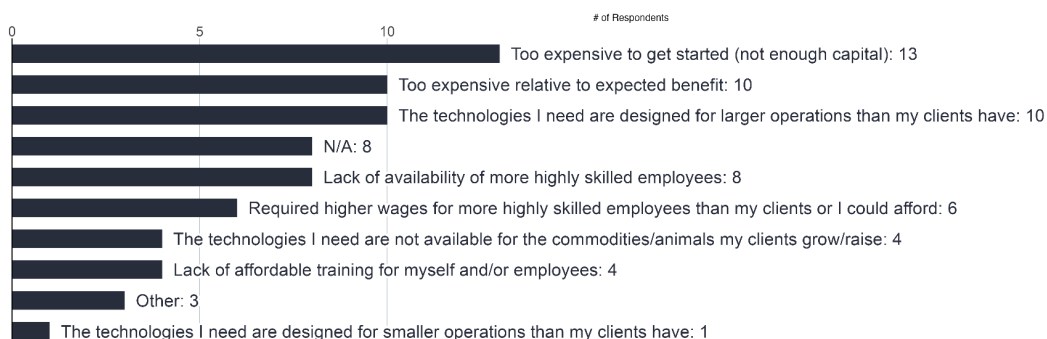 # of Respondents
0 5 10
Too expensive to get started (not enough capital): 13
Too expensive relative to expected benefit: 10
The technologies I need are designed for larger operations than my clients have: 10
N/A: 8
Lack of availability of more highly skilled employees: 8
Required higher wages for more highly skilled employees than my clients or I could afford: 6
The technologies I need are not available for the commodities/animals my clients grow/raise: 4
Lack of affordable training for myself and/or employees: 4
Other: 3
The technologies I need are designed for smaller operations than my clients have: 1